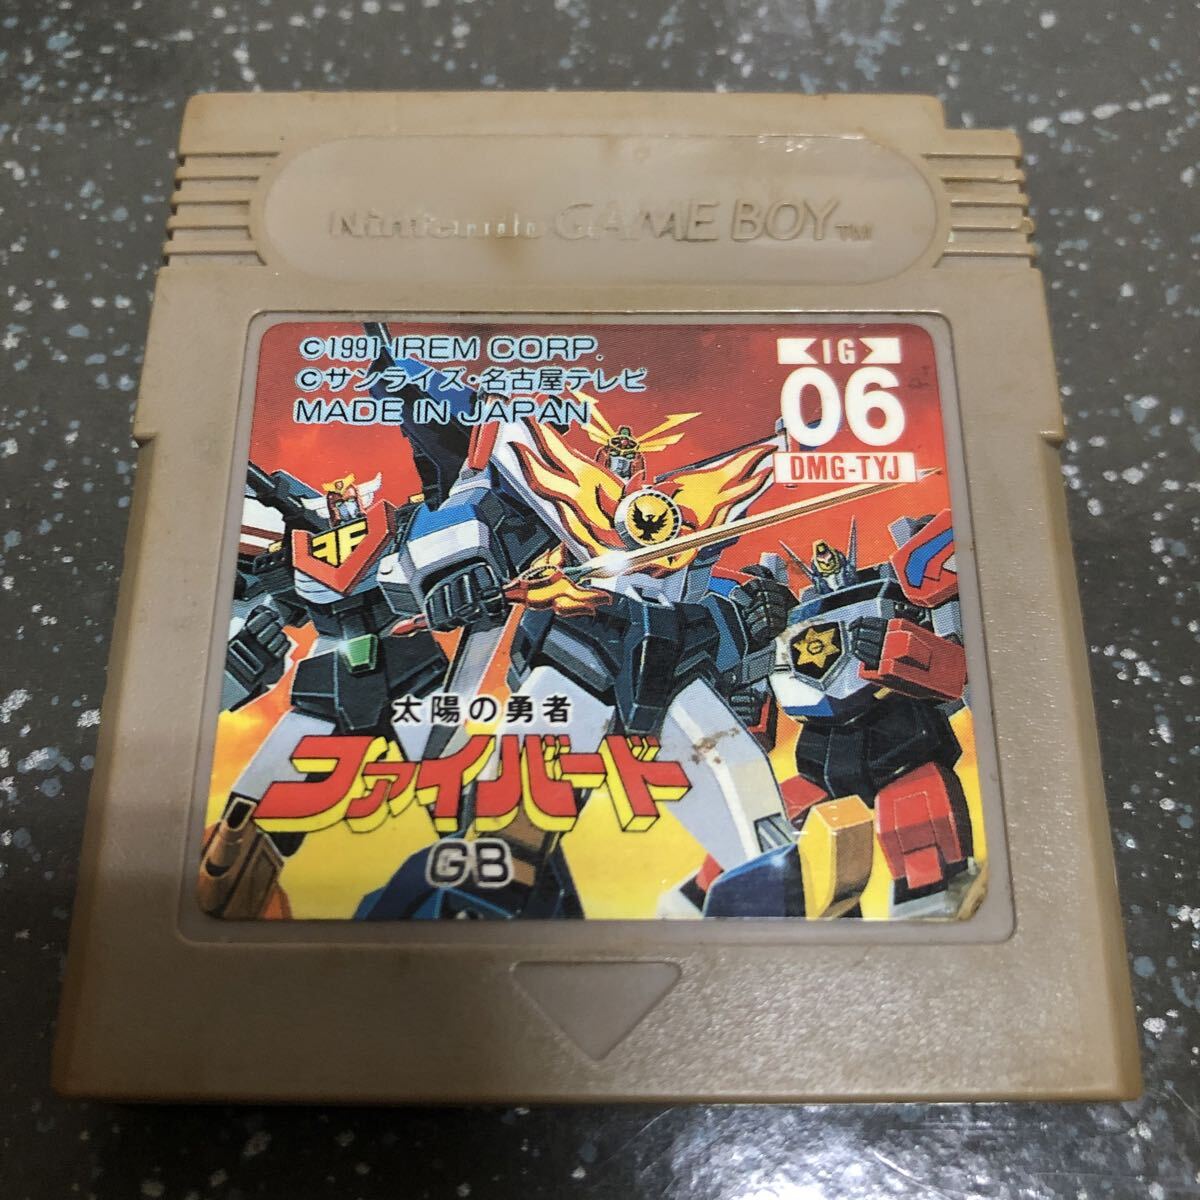 Nintendo GAME BOY™
©1991 IREM CORP.
©サンライズ・名古屋テレビ
MADE IN JAPAN
IG
06
DMG-TYJ
太陽の勇者
ファイバード
GB